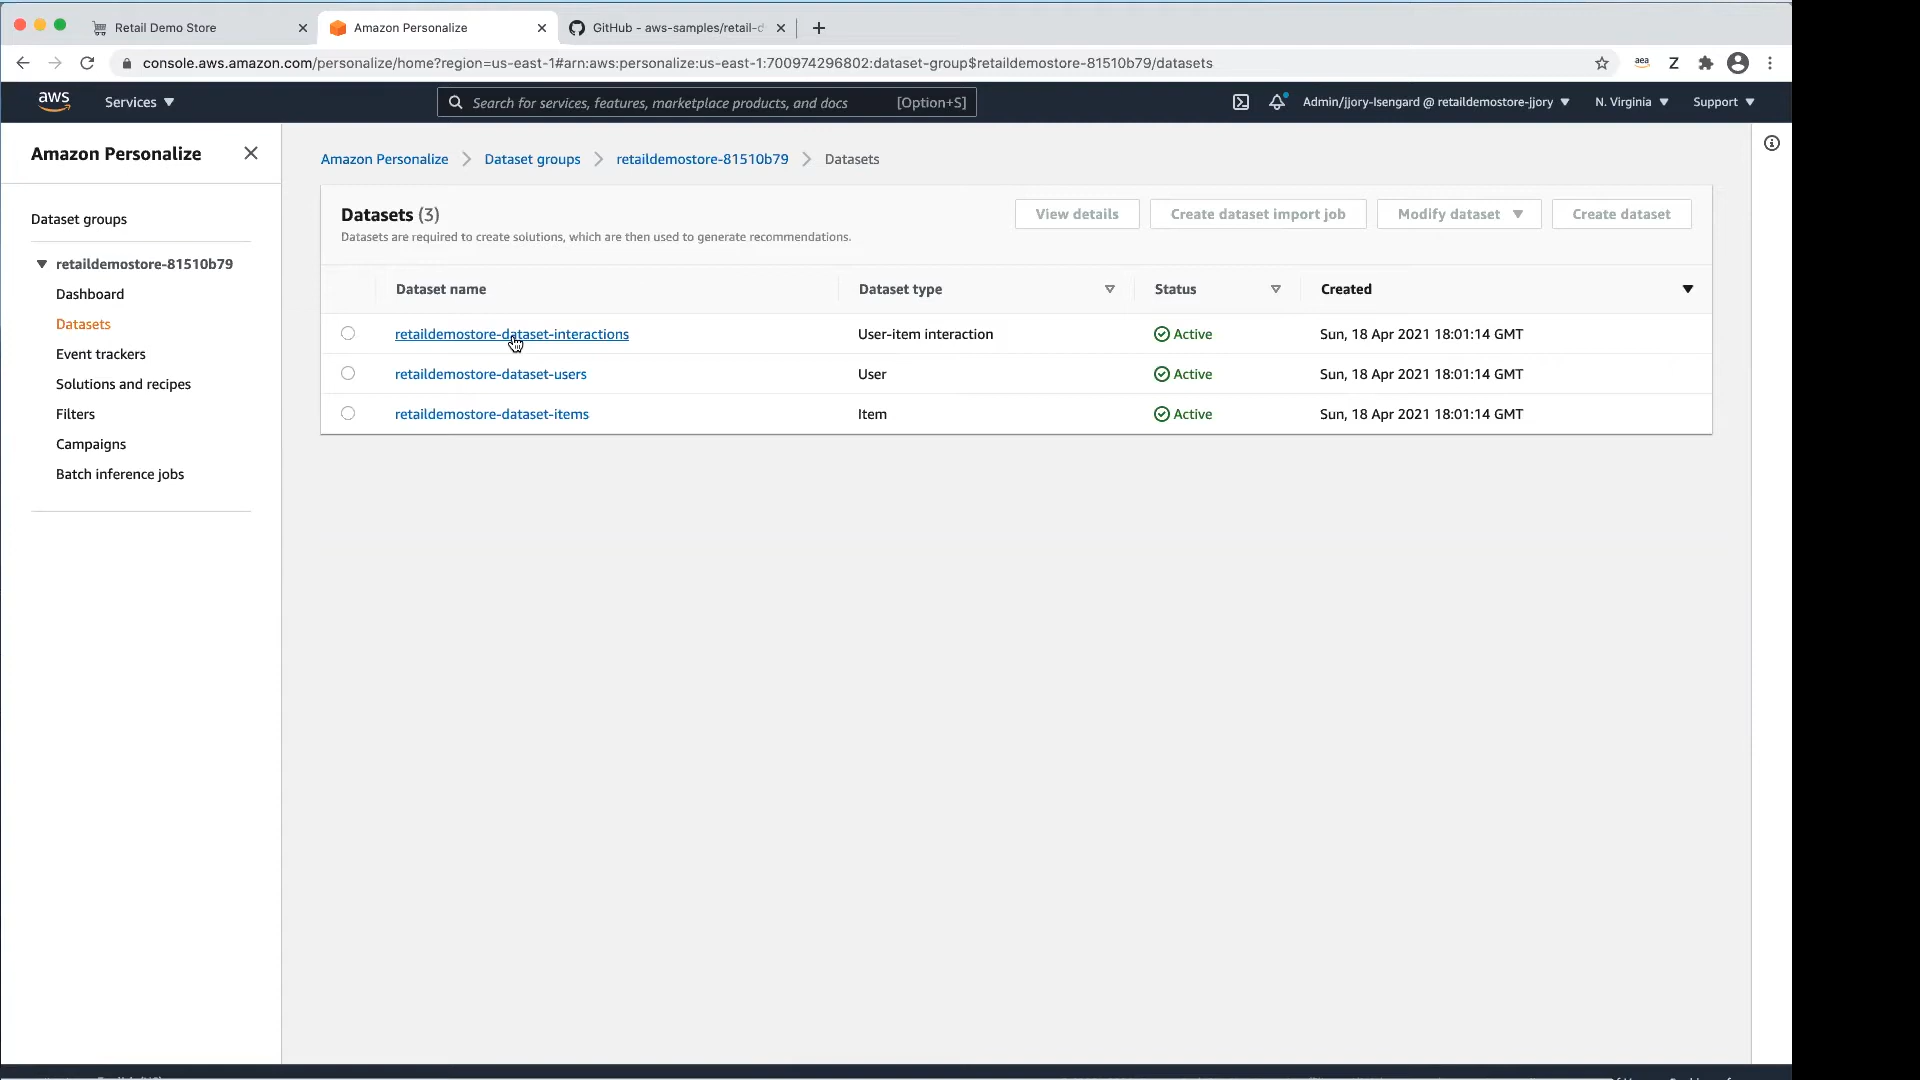 Retail Demo Store
Amazon Personalize
GitHub - aws-samples/retail-d
console.aws.amazon.com/personalize/home?region=us-east-1#arn:aws:personalize:us-east-1:700974296802:dataset-group$retaildemostore-81510b79/datasets
aea
Z
aws
Services
Search for services, features, marketplace products, and docs
[Option+S]
Admin/jjory-Isengard @ retaildemostore-jjory
N. Virginia
Support
Amazon Personalize
Dataset groups
retaildemostore-81510b79
Dashboard
Datasets
Event trackers
Solutions and recipes
Filters
Campaigns
Batch inference jobs
Amazon Personalize
Dataset groups
retaildemostore-81510b79
Datasets
Datasets (3)
Datasets are required to create solutions, which are then used to generate recommendations.
View details
Create dataset import job
Modify dataset
Create dataset
Dataset name Dataset type Status Created
retaildemostore-dataset-interactions User-item interaction Active Sun, 18 Apr 2021 18:01:14 GMT
retaildemostore-dataset-users User Active Sun, 18 Apr 2021 18:01:14 GMT
retaildemostore-dataset-items Item Active Sun, 18 Apr 2021 18:01:14 GMT